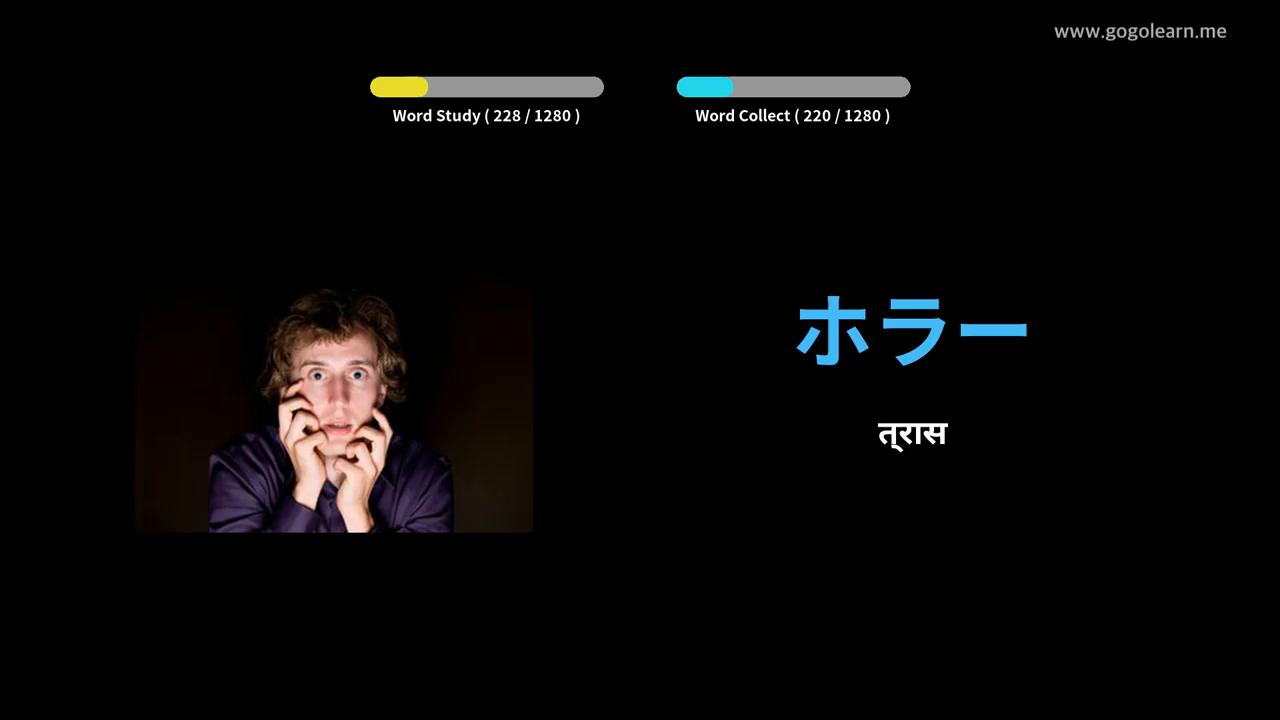 www.gogolearn.me
Word Study ( 228 / 1280 )
Word Collect ( 220 / 1280 )
ホラー
त्रास